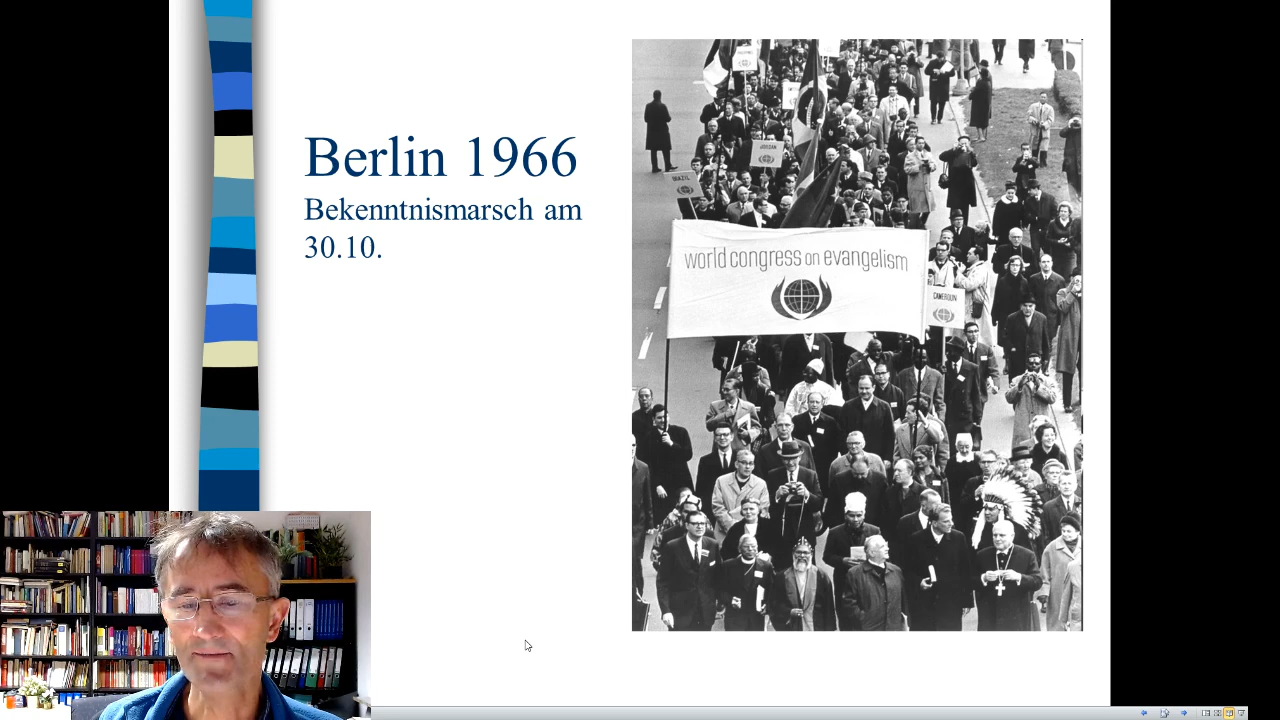 Berlin 1966
Bekenntnismarsch am
30.10.
JORDAN
BRAZIL
world congress on evangelism
CAMEROUN